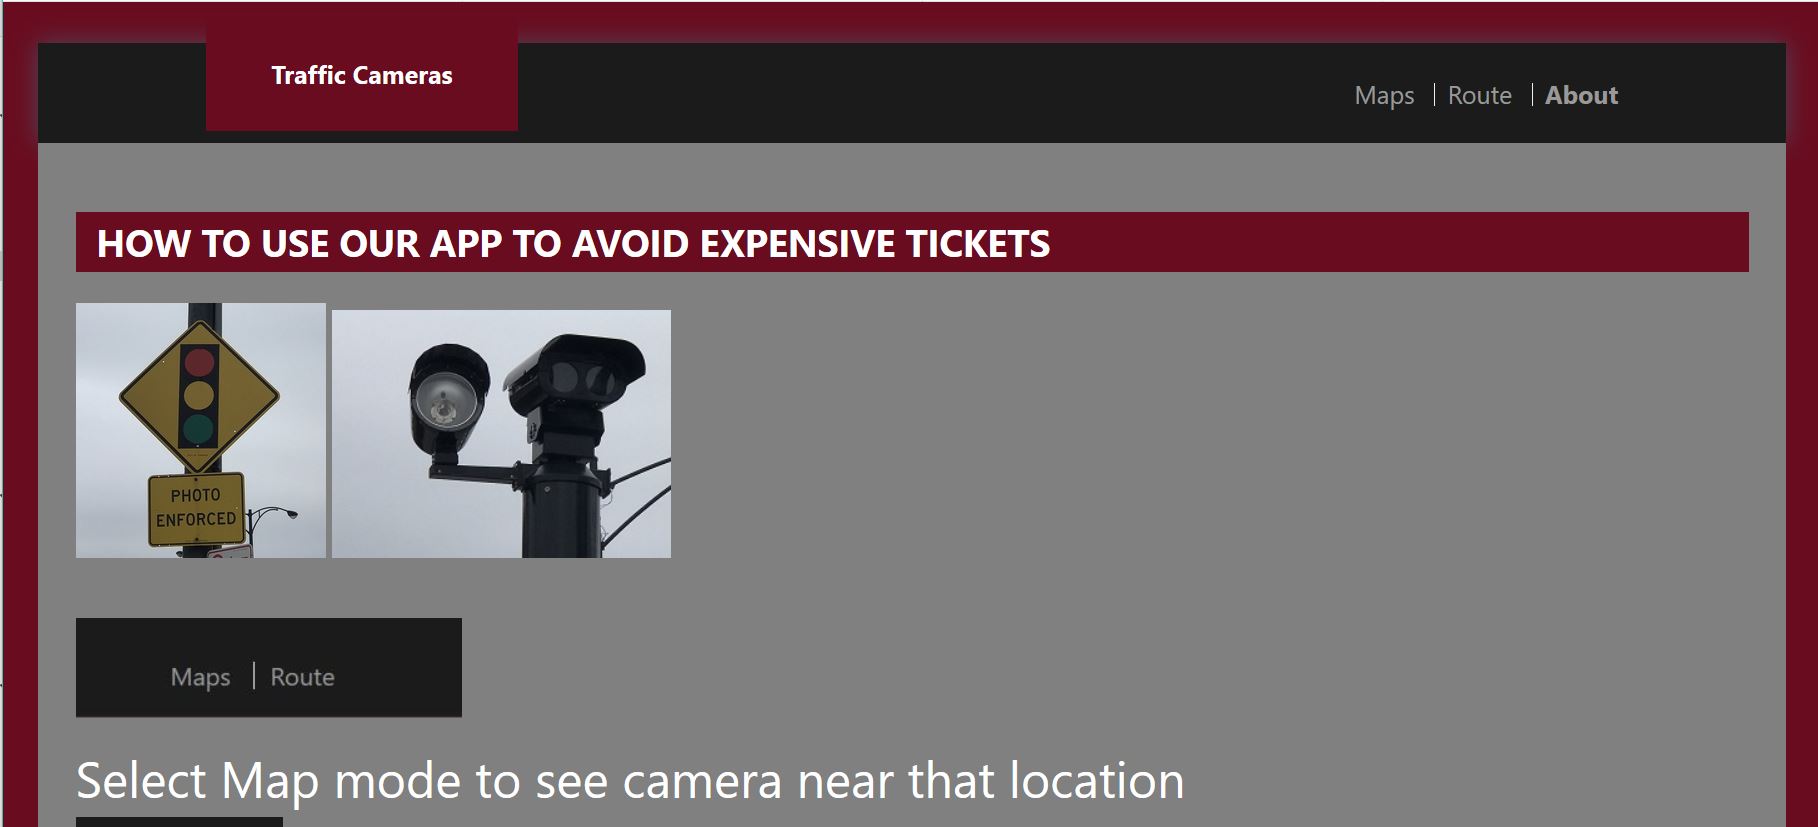 Traffic Cameras
Maps | Route | About
HOW TO USE OUR APP TO AVOID EXPENSIVE TICKETS
PHOTO
ENFORCED
Maps | Route
Select Map mode to see camera near that location